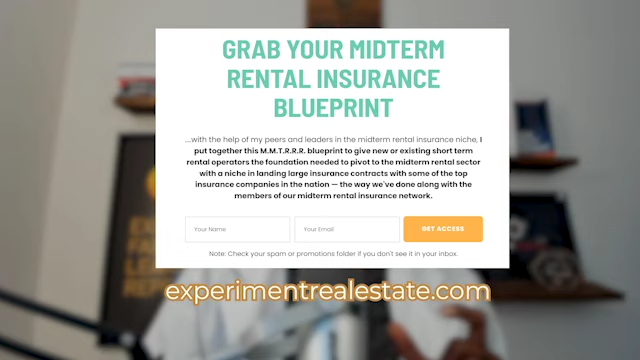 GRAB YOUR MIDTERM
RENTAL INSURANCE
BLUEPRINT
....with the help of my peers and leaders in the midterm rental insurance niche, I
put together this M.M.T.R.R.R. blueprint to give new or existing short term
rental operators the foundation needed to pivot to the midterm rental sector
with a niche in landing large insurance contracts with some of the top
insurance companies in the nation — the way we've done along with the
members of our midterm rental insurance network.
Your Name
Your Email
GET ACCESS
Note: Check your spam or promotions folder if you don't see it in your inbox.
experimentrealestate.com